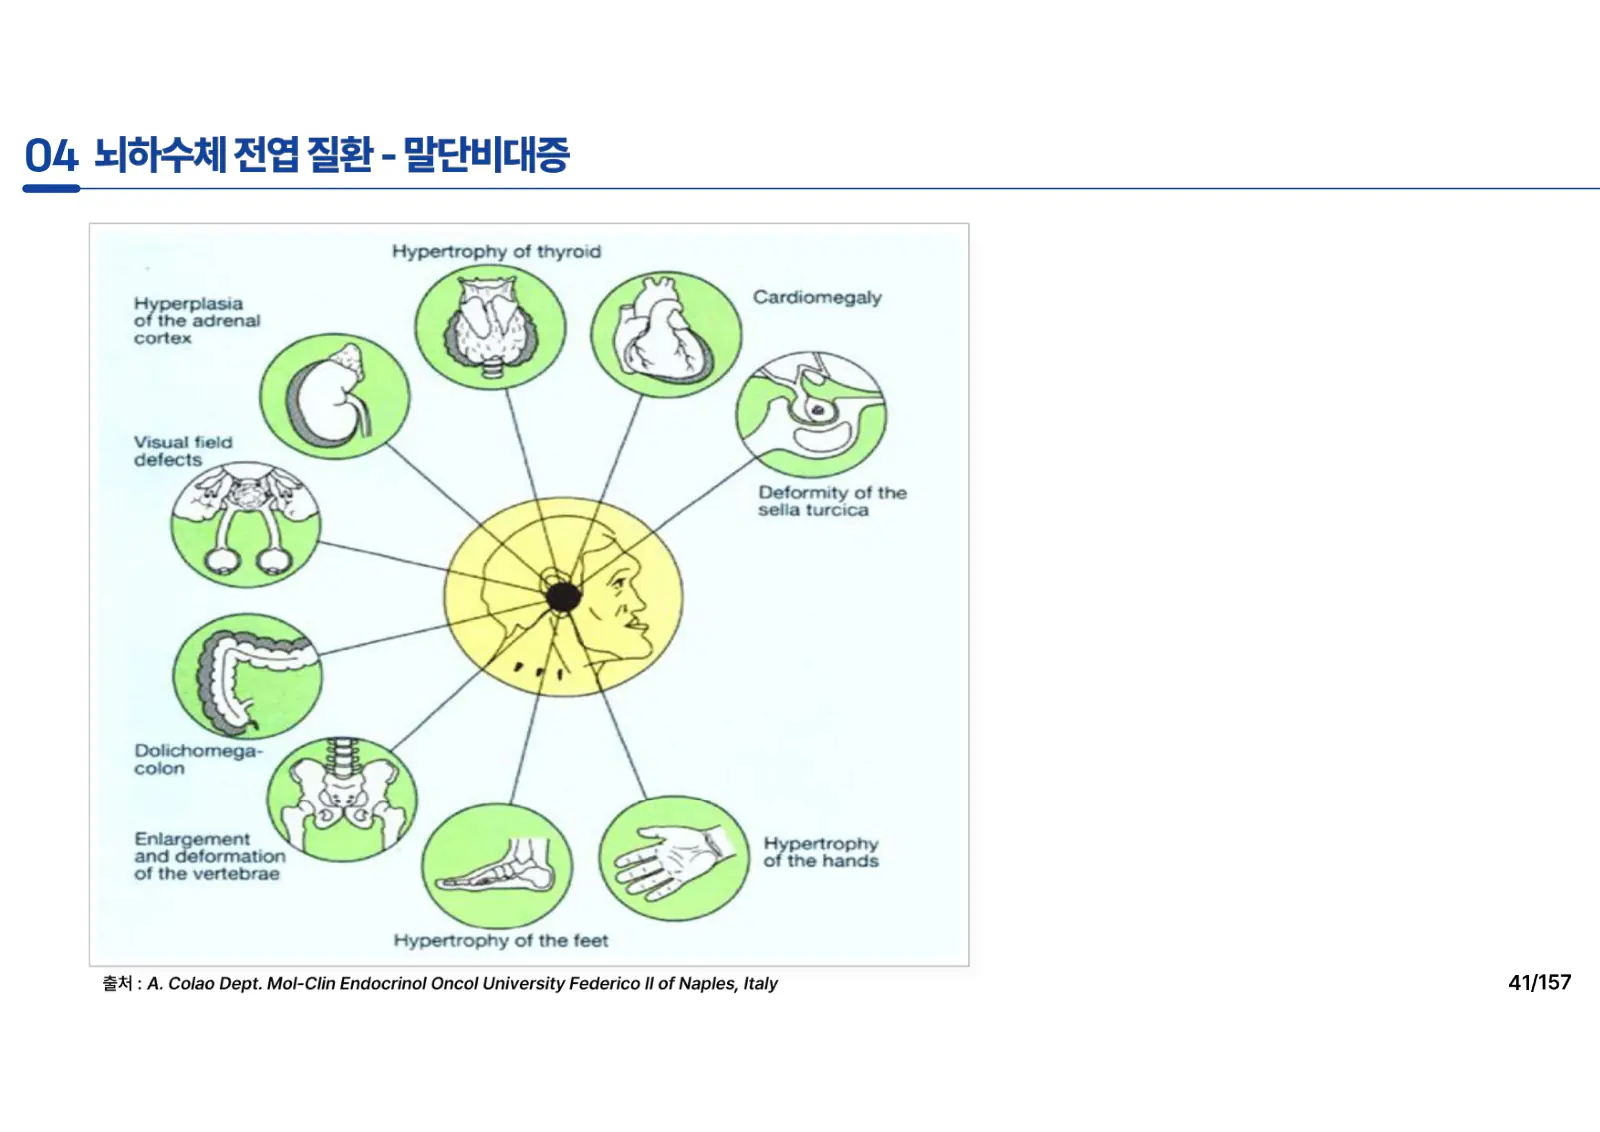 04 뇌하수체 전엽 질환 - 말단비대증
Hypertrophy of thyroid
Cardiomegaly
Hyperplasia
of the adrenal
cortex
Visual field
defects
Deformity of the
sella turcica
Dolichomega-
colon
Enlargement
and deformation
of the vertebrae
Hypertrophy
of the hands
Hypertrophy of the feet
출처 : A. Colao Dept. Mol-Clin Endocrinol Oncol University Federico II of Naples, Italy
41/157